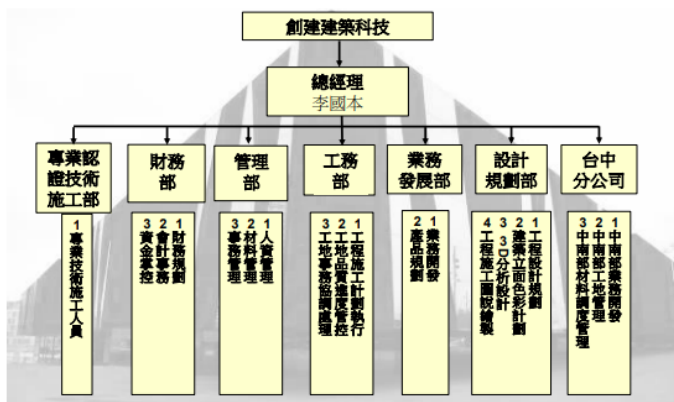 創建建築科技
總經理
李國本
專業認
證技術
施工部
財務
部
管理
部
工務
部
業務
發展部
設計
規劃部
台中
分公司
1 專業技術施工人員
1 財務規劃
2 會計事務
3 資金掌控
1 人資管理
2 材料管理
3 事務管理
1 工程施工計劃執行
2 工地品質進度管控
3 工地事務協調處理
1 業務開發
2 產品規劃
1 工程設計規劃
2 建築立面色彩計劃
3 3D分析設計
4 工程施工圖說繪製
1 中南部業務開發
2 中南部工地管理
3 中南部材料調度管理